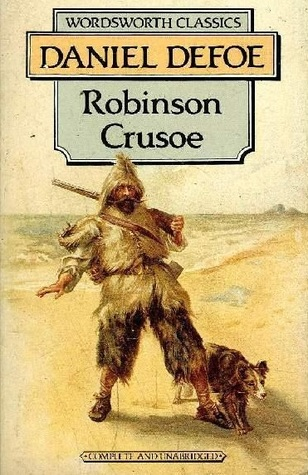 WORDSWORTH CLASSICS
DANIEL DEFOE
Robinson
Crusoe
COMPLETE AND UNABRIDGED